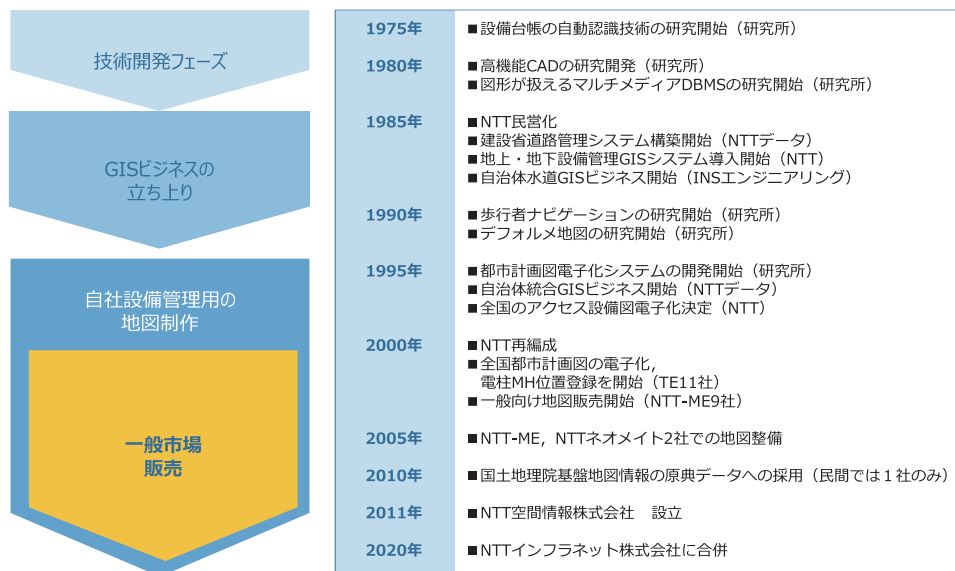 技術開発フェーズ
GISビジネスの
立ち上り
自社設備管理用の
地図制作
一般市場
販売
1975年
■設備台帳の自動認識技術の研究開始（研究所）
1980年
■高機能CADの研究開発（研究所）
■図形が扱えるマルチメディアDBMSの研究開始（研究所）
1985年
■NTT民営化
■建設省道路管理システム構築開始（NTTデータ）
■地上・地下設備管理GISシステム導入開始（NTT）
■自治体水道GISビジネス開始（INSエンジニアリング）
1990年
■歩行者ナビゲーションの研究開始（研究所）
■デフォルメ地図の研究開始（研究所）
1995年
■都市計画図電子化システムの開発開始（研究所）
■自治体統合GISビジネス開始（NTTデータ）
■全国のアクセス設備図電子化決定（NTT）
2000年
■NTT再編成
■全国都市計画図の電子化，
電柱MH位置登録を開始（TE11社）
■一般向け地図販売開始（NTT-ME9社）
2005年
■NTT-ME，NTTネオメイト2社での地図整備
2010年
■国土地理院基盤地図情報の原典データへの採用（民間では１社のみ）
2011年
■NTT空間情報株式会社　設立
2020年
■NTTインフラネット株式会社に合併